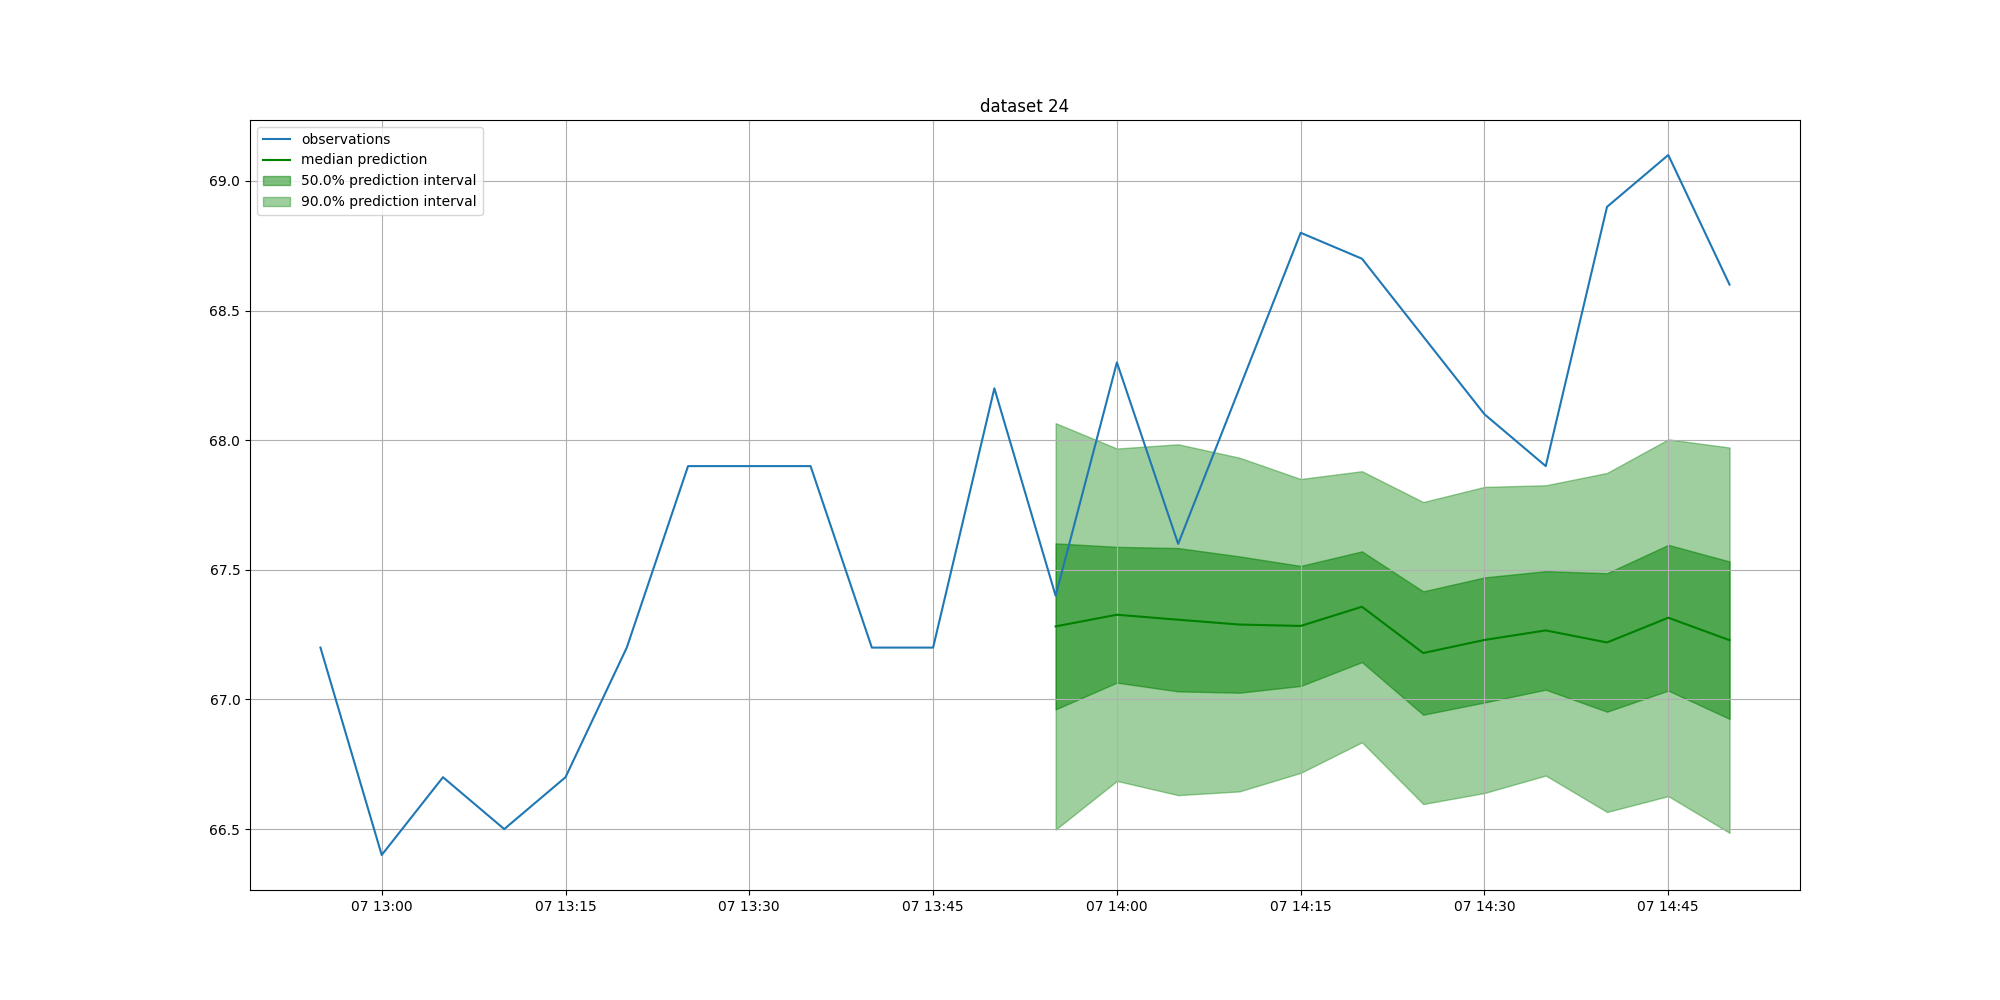 dataset 24
observations
median prediction
50.0% prediction interval
90.0% prediction interval
69.0
68.5
68.0
67.5
67.0
66.5
07 13:00 07 13:15 07 13:30 07 13:45 07 14:00 07 14:15 07 14:30 07 14:45